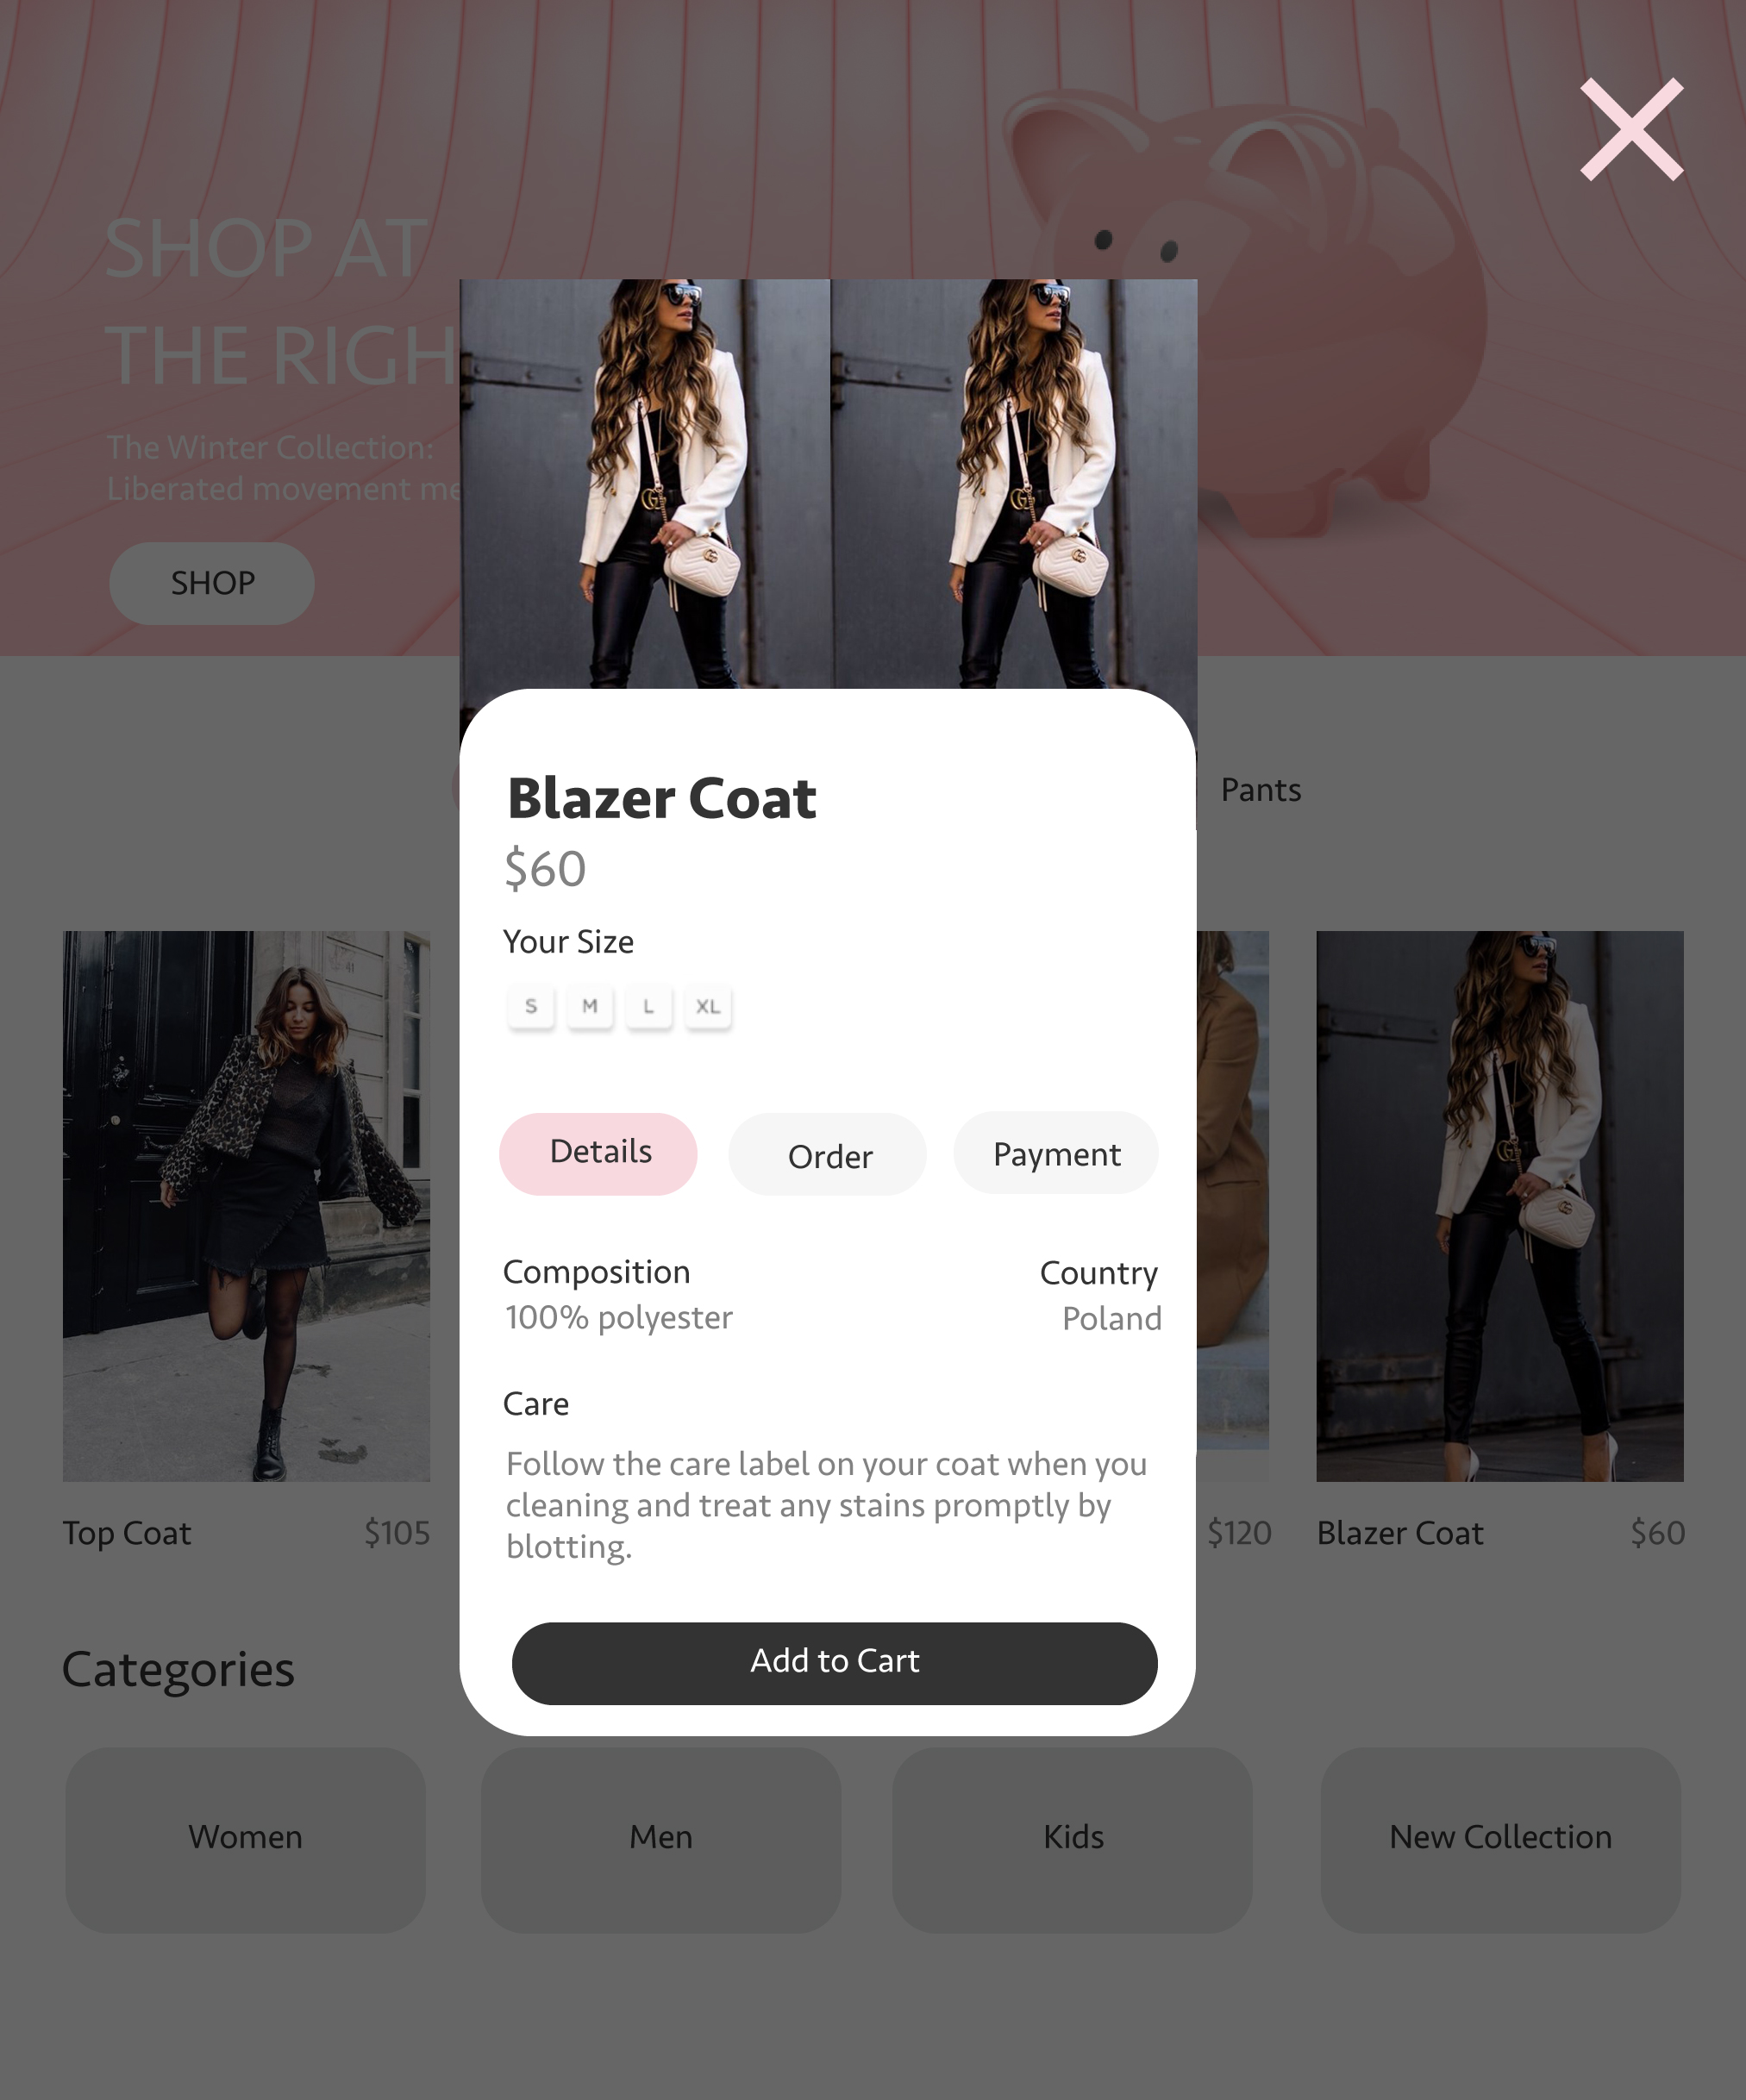 SHOP AT
THE RIGH
The Winter Collection:
Liberated movement me
SHOP
Blazer Coat
$60
Your Size
S M L XL
Details Order Payment
Composition Country
100% polyester Poland
Care
Follow the care label on your coat when you
cleaning and treat any stains promptly by
blotting.
Add to Cart
Pants
Top Coat $105
$120
Blazer Coat $60
Categories
Women Men Kids New Collection